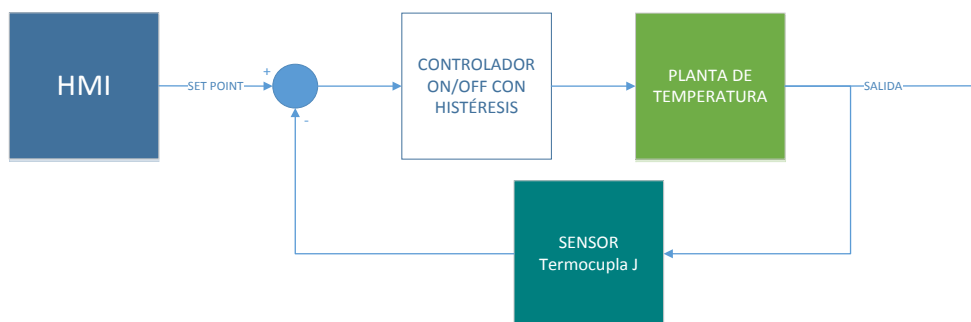 HMI
SET POINT
+
-
CONTROLADOR
ON/OFF CON
HISTÉRESIS
PLANTA DE
TEMPERATURA
SALIDA
SENSOR
Termocupla J